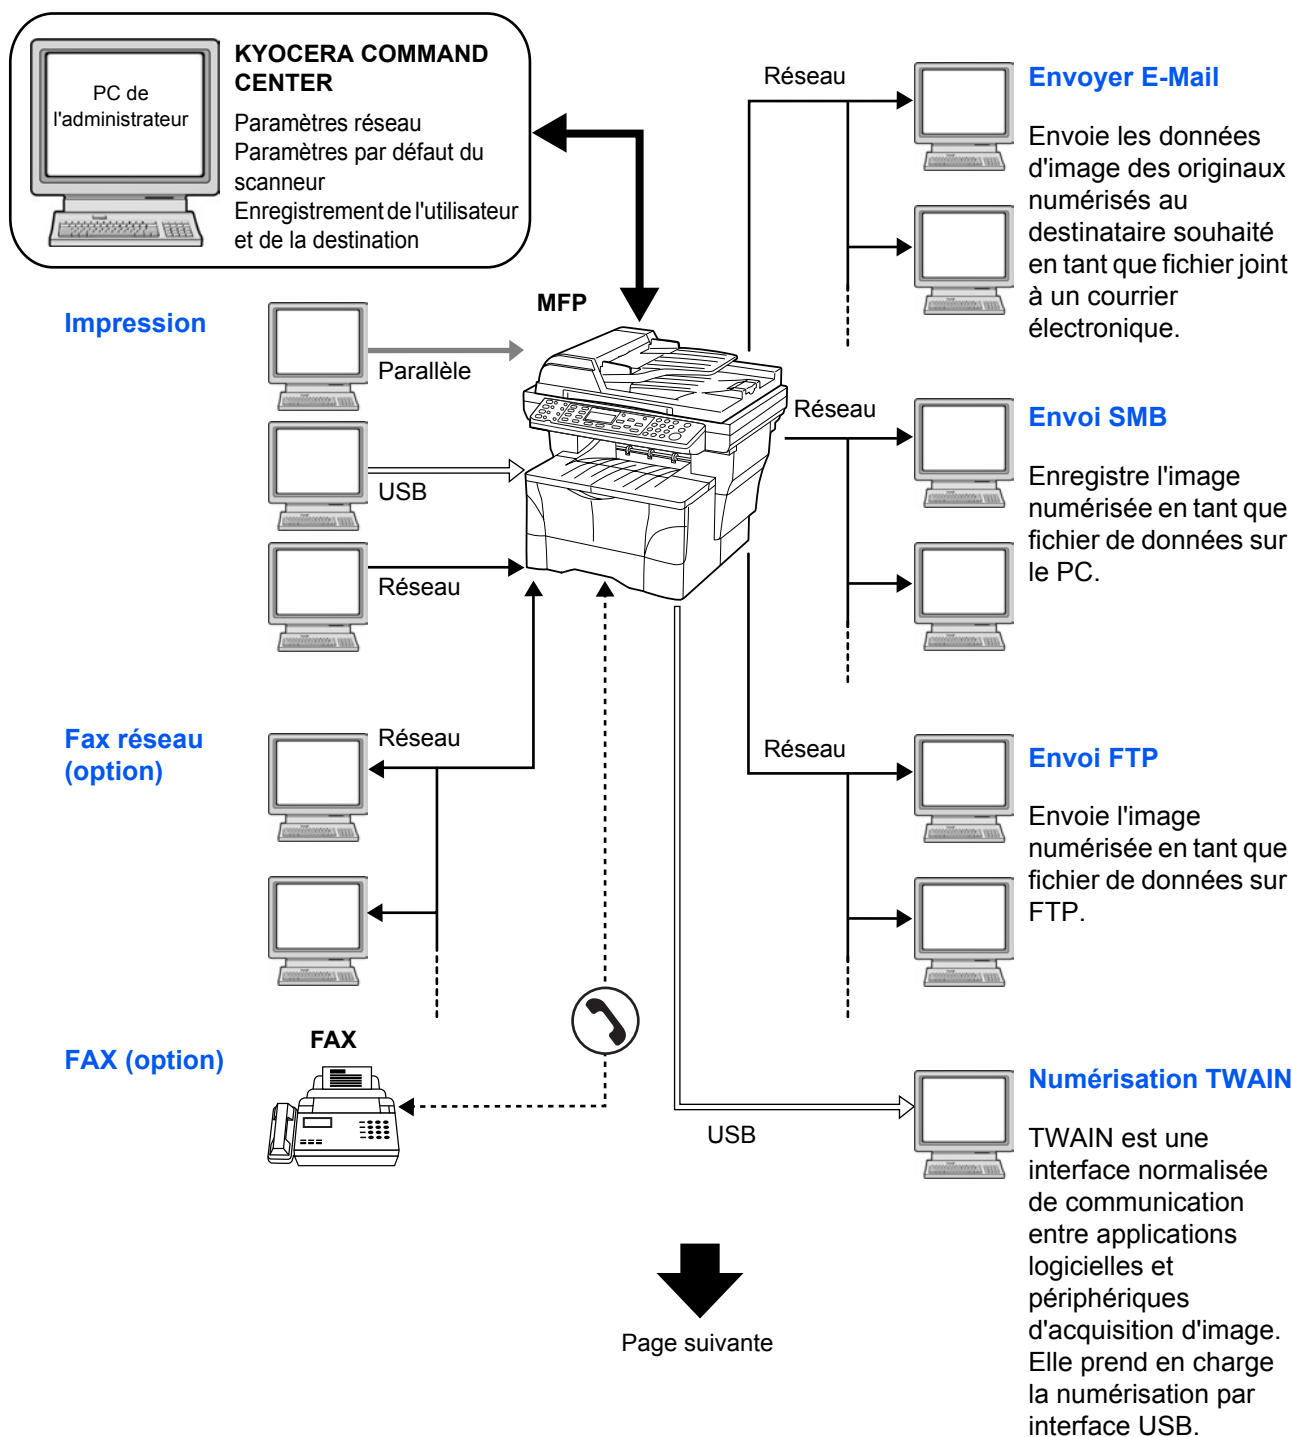 KYOCERA COMMAND
CENTER
PC de
l'administrateur
Paramètres réseau
Paramètres par défaut du
scanneur
Enregistrement de l'utilisateur
et de la destination
MFP
Impression
Parallèle
USB
Réseau
Fax réseau
(option)
Réseau
FAX (option)
FAX
Réseau
Envoyer E-Mail
Envoie les données
d'image des originaux
numérisés au
destinataire souhaité
en tant que fichier joint
à un courrier
électronique.
Réseau
Envoi SMB
Enregistre l'image
numérisée en tant que
fichier de données sur
le PC.
Réseau
Envoi FTP
Envoie l'image
numérisée en tant que
fichier de données sur
FTP.
USB
Numérisation TWAIN
TWAIN est une
interface normalisée
de communication
entre applications
logicielles et
périphériques
d'acquisition d'image.
Elle prend en charge
la numérisation par
interface USB.
Page suivante